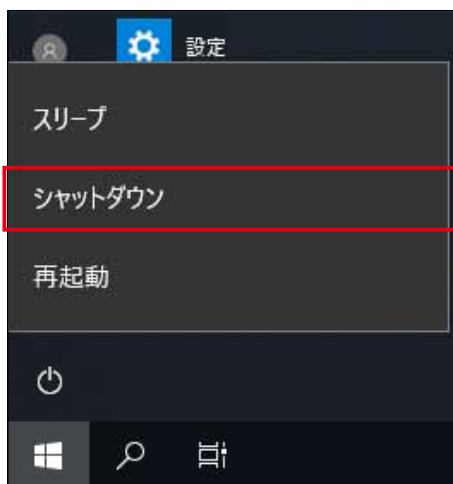 設定
スリープ
シャットダウン
再起動